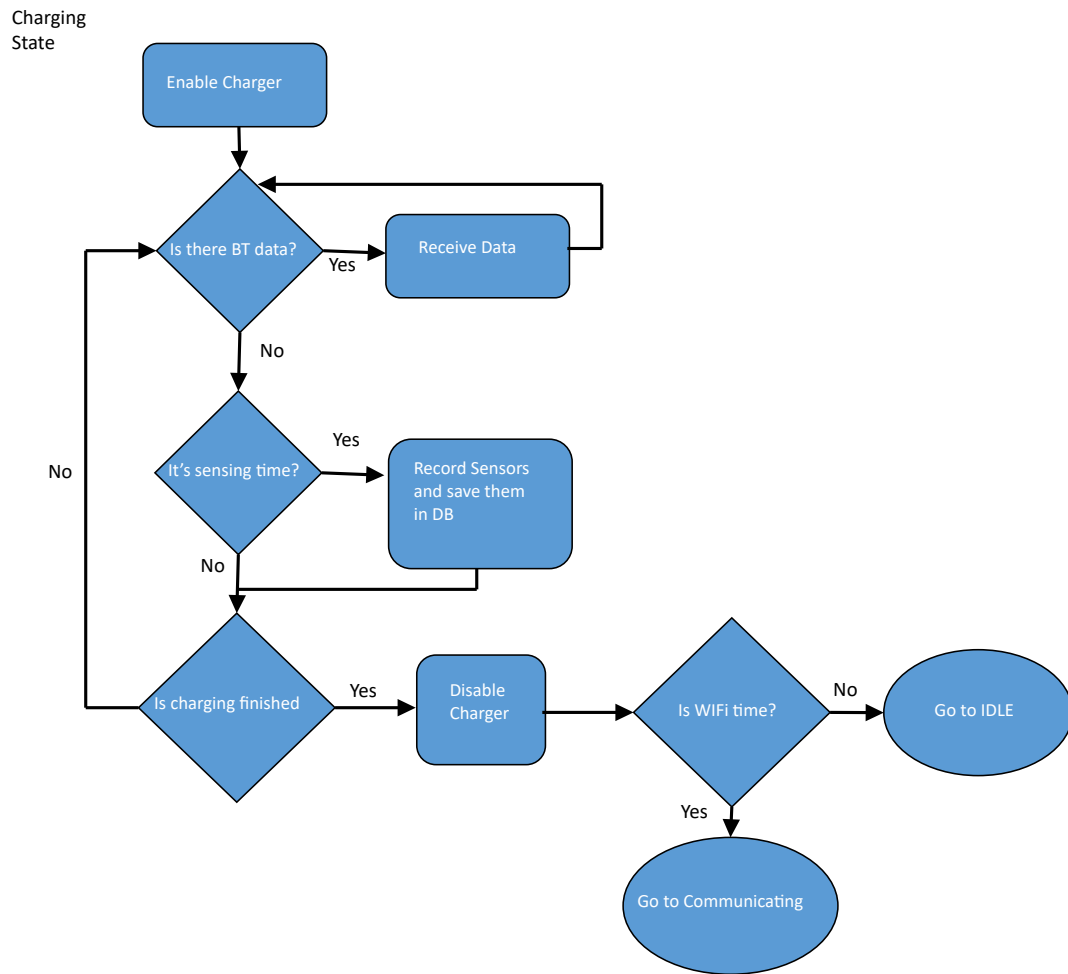 Charging
State
Enable Charger
Is there BT data?
Yes
Receive Data
No
It's sensing time?
Yes
Record Sensors
and save them
in DB
No
No
Is charging finished
Yes
Disable
Charger
Is WIFi time?
No
Go to IDLE
Yes
Go to Communicating